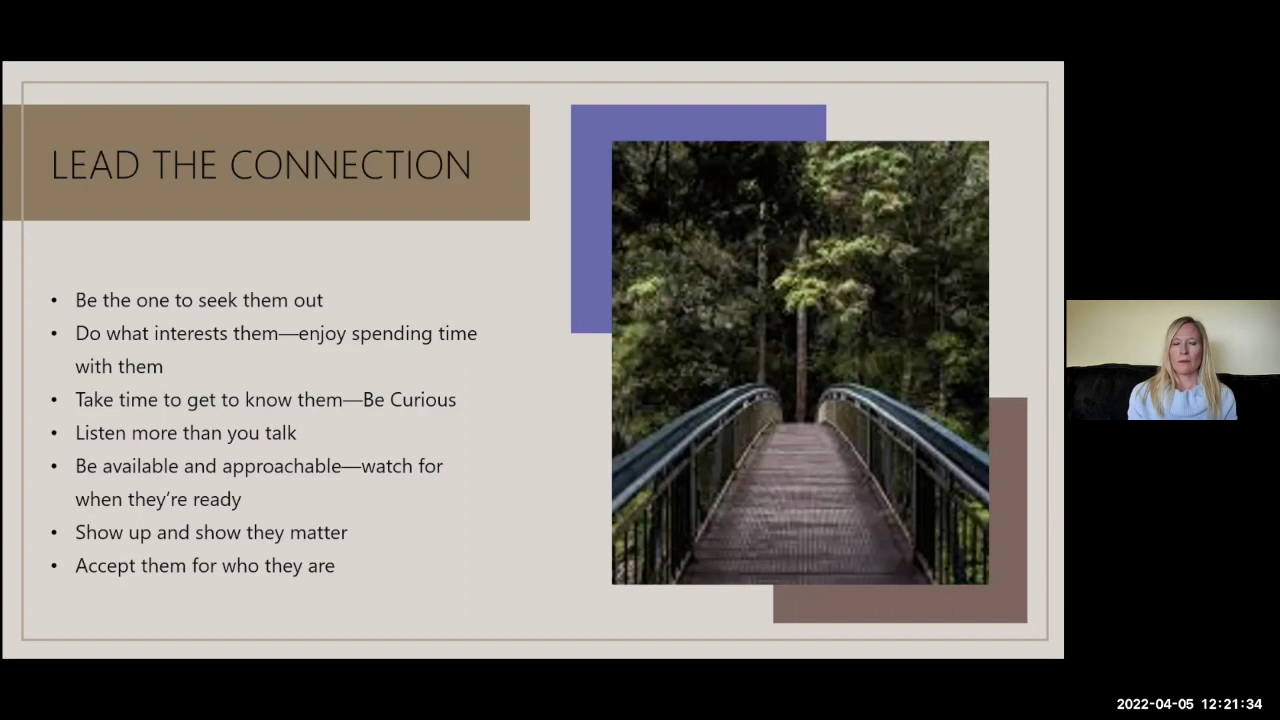 LEAD THE CONNECTION
• Be the one to seek them out
• Do what interests them—enjoy spending time
with them
• Take time to get to know them—Be Curious
• Listen more than you talk
• Be available and approachable—watch for
when they’re ready
• Show up and show they matter
• Accept them for who they are
2022-04-05 12:21:34